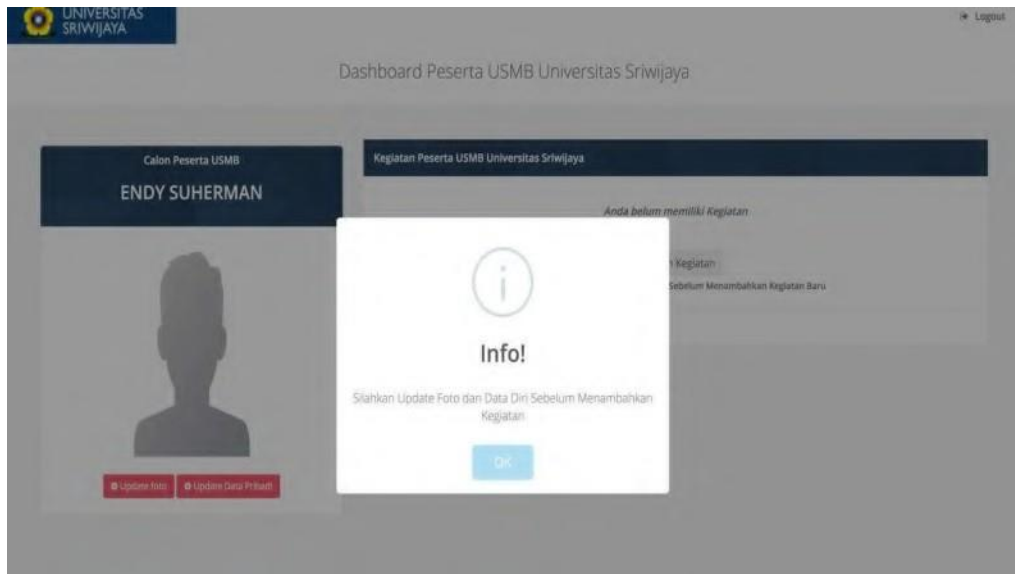 UNIVERSITAS
SRIWIJAYA
Logout
Dashboard Peserta USMB Universitas Sriwijaya
Calon Peserta USMB
ENDY SUHERMAN
Kegiatan Peserta USMB Universitas Sriwijaya
Anda belum memiliki Kegiatan
Kegiatan
Sebelum Menambahkan Kegiatan Baru
i
Info!
Silahkan Update Foto dan Data Diri Sebelum Menambahkan
Kegiatan
OK
Update foto
Update Data Pribadi